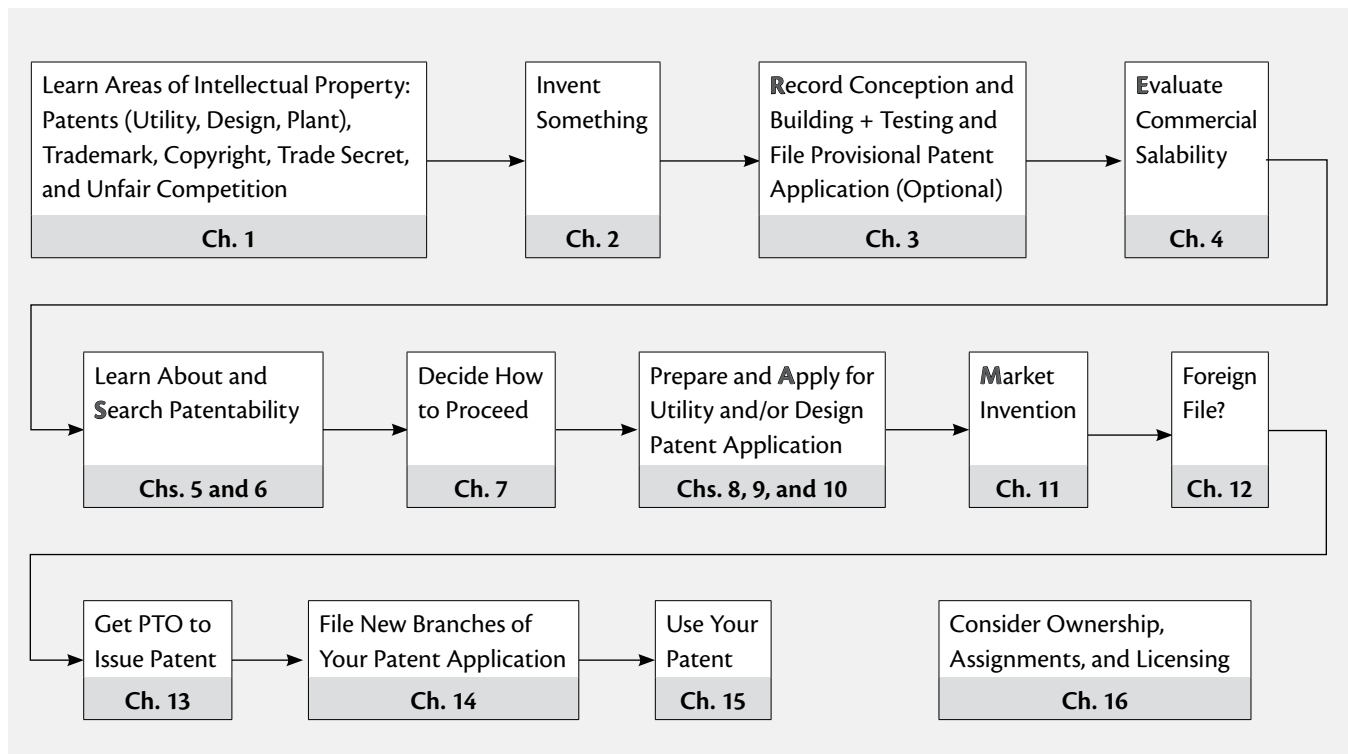 Learn Areas of Intellectual Property:
Patents (Utility, Design, Plant),
Trademark, Copyright, Trade Secret,
and Unfair Competition
Ch. 1
Invent
Something
Ch. 2
Record Conception and
Building + Testing and
File Provisional Patent
Application (Optional)
Ch. 3
Evaluate
Commercial
Salability
Ch. 4
Learn About and
Search Patentability
Chs. 5 and 6
Decide How
to Proceed
Ch. 7
Prepare and Apply for
Utility and/or Design
Patent Application
Chs. 8, 9, and 10
Market
Invention
Ch. 11
Foreign
File?
Ch. 12
Get PTO to
Issue Patent
Ch. 13
File New Branches of
Your Patent Application
Ch. 14
Use Your
Patent
Ch. 15
Consider Ownership,
Assignments, and Licensing
Ch. 16